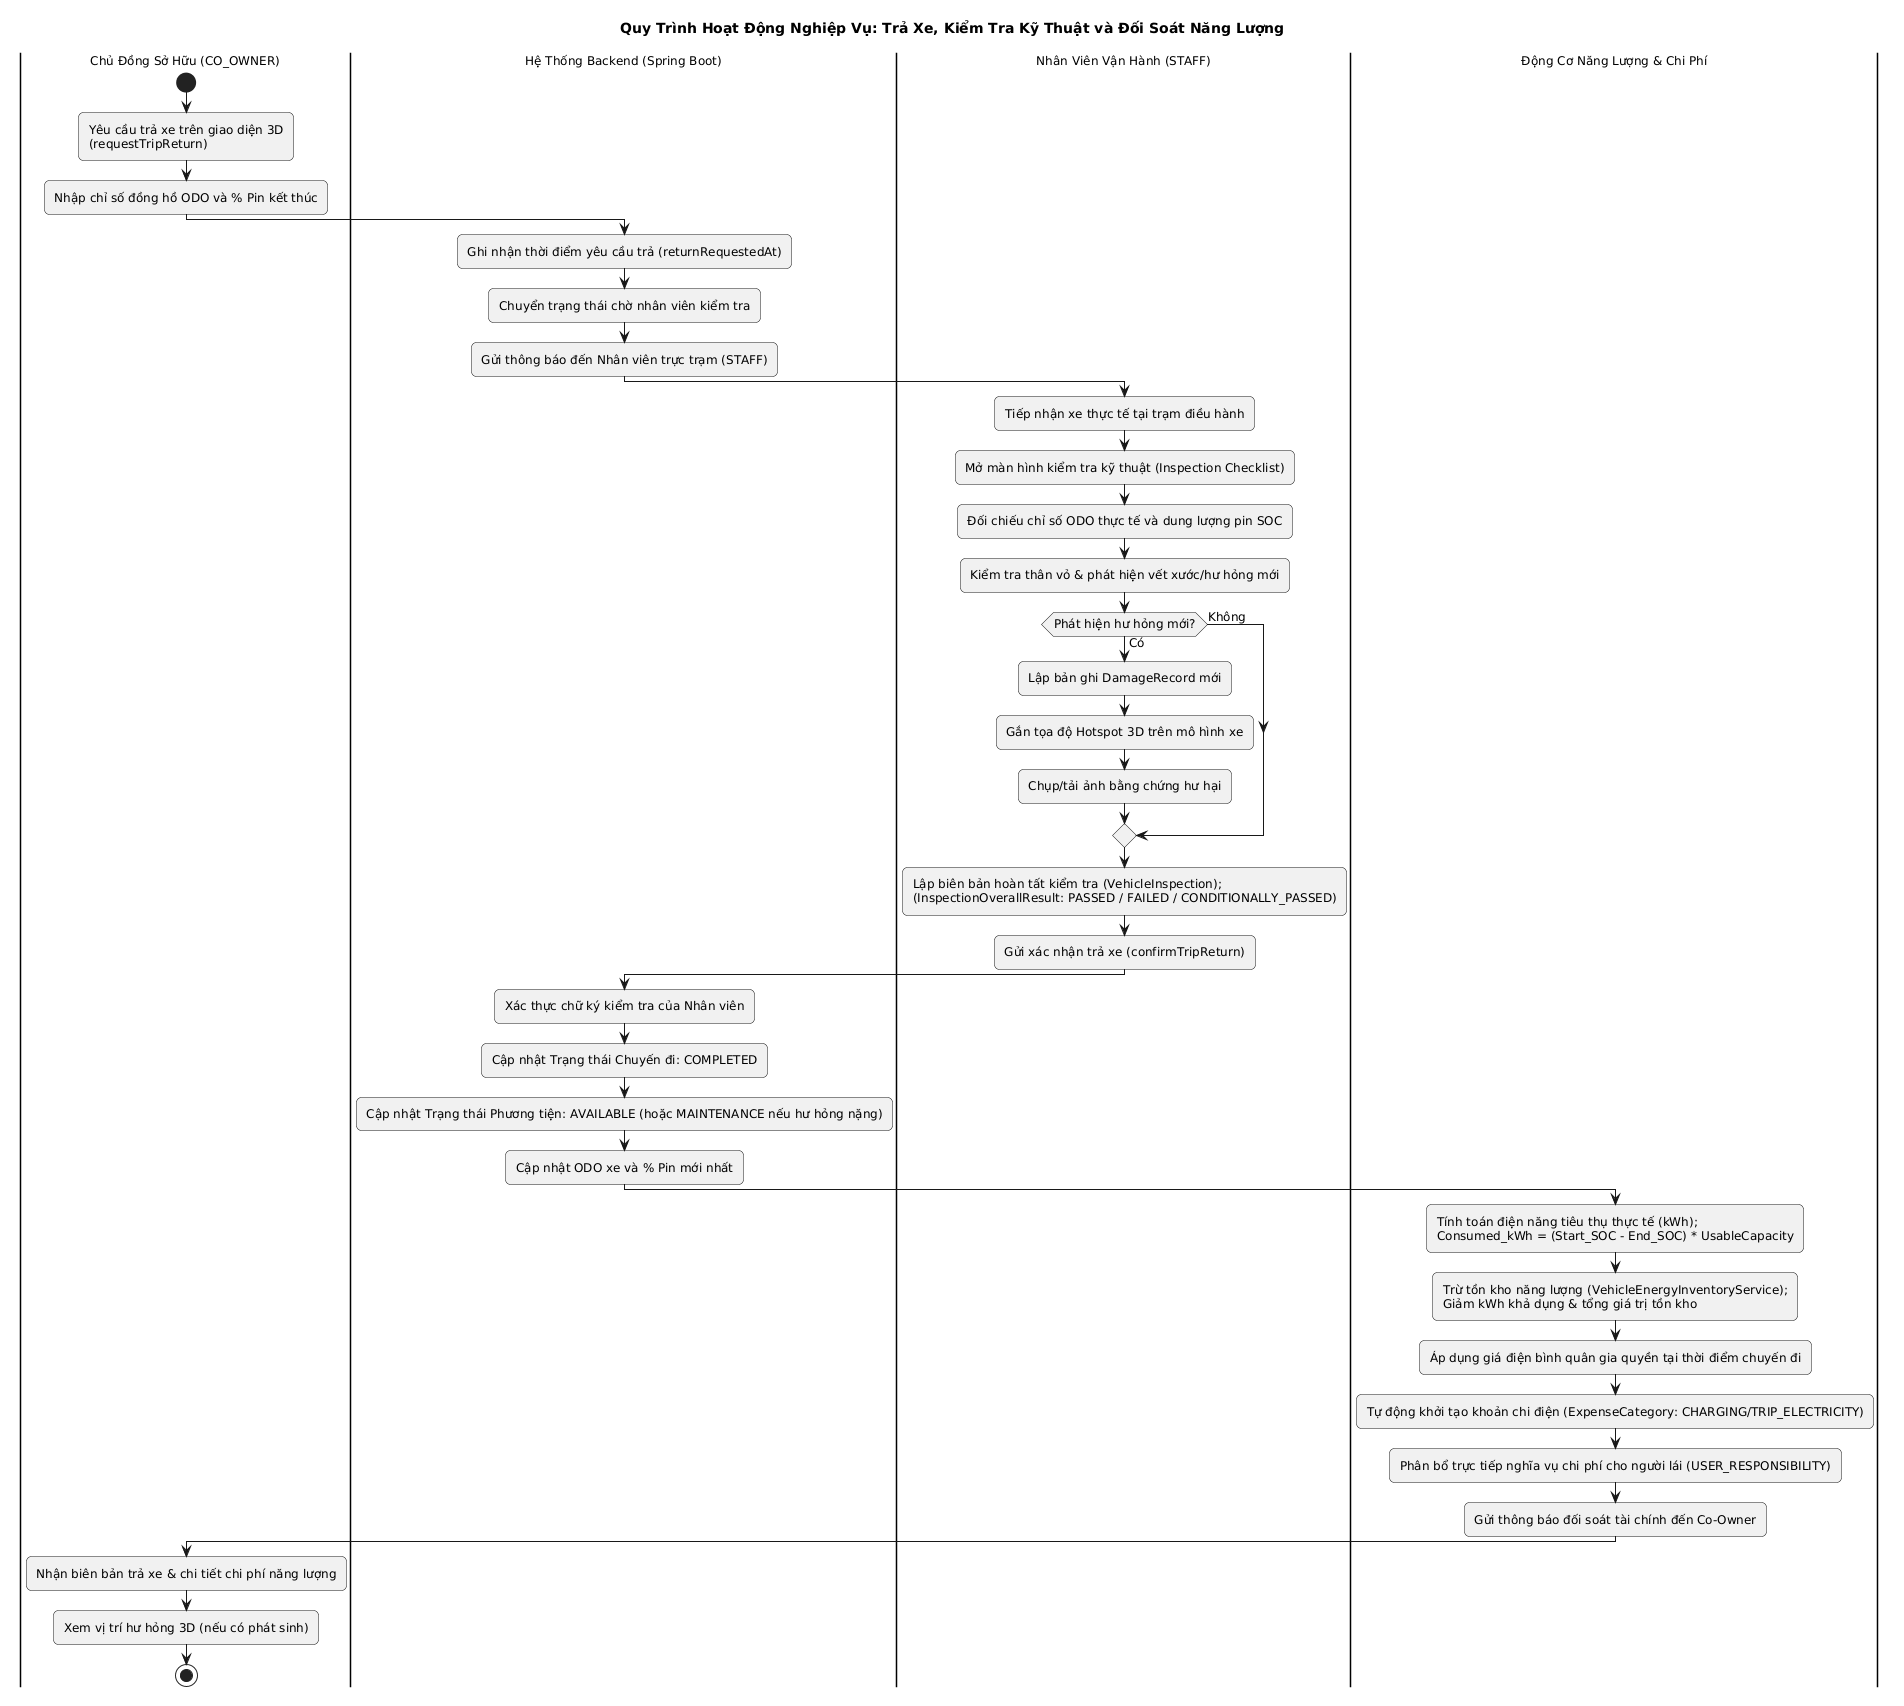 Quy Trình Hoạt Động Nghiệp Vụ: Trả Xe, Kiểm Tra Kỹ Thuật và Đối Soát Năng Lượng
Chủ Đồng Sở Hữu (CO_OWNER)
Hệ Thống Backend (Spring Boot)
Nhân Viên Vận Hành (STAFF)
Động Cơ Năng Lượng & Chi Phí
Yêu cầu trả xe trên giao diện 3D
(requestTripReturn)
Nhập chỉ số đồng hồ ODO và % Pin kết thúc
Ghi nhận thời điểm yêu cầu trả (returnRequestedAt)
Chuyển trạng thái chờ nhân viên kiểm tra
Gửi thông báo đến Nhân viên trực trạm (STAFF)
Tiếp nhận xe thực tế tại trạm điều hành
Mở màn hình kiểm tra kỹ thuật (Inspection Checklist)
Đối chiếu chỉ số ODO thực tế và dung lượng pin SOC
Kiểm tra thân vỏ & phát hiện vết xước/hư hỏng mới
Phát hiện hư hỏng mới?
Không
Có
Lập bản ghi DamageRecord mới
Gắn tọa độ Hotspot 3D trên mô hình xe
Chụp/tải ảnh bằng chứng hư hại
Lập biên bản hoàn tất kiểm tra (VehicleInspection);
(InspectionOverallResult: PASSED / FAILED / CONDITIONALLY_PASSED)
Gửi xác nhận trả xe (confirmTripReturn)
Xác thực chữ ký kiểm tra của Nhân viên
Cập nhật Trạng thái Chuyến đi: COMPLETED
Cập nhật Trạng thái Phương tiện: AVAILABLE (hoặc MAINTENANCE nếu hư hỏng nặng)
Cập nhật ODO xe và % Pin mới nhất
Tính toán điện năng tiêu thụ thực tế (kWh);
Consumed_kWh = (Start_SOC - End_SOC) * UsableCapacity
Trừ tồn kho năng lượng (VehicleEnergyInventoryService);
Giảm kWh khả dụng & tổng giá trị tồn kho
Áp dụng giá điện bình quân gia quyền tại thời điểm chuyến đi
Tự động khởi tạo khoản chi điện (ExpenseCategory: CHARGING/TRIP_ELECTRICITY)
Phân bổ trực tiếp nghĩa vụ chi phí cho người lái (USER_RESPONSIBILITY)
Gửi thông báo đối soát tài chính đến Co-Owner
Nhận biên bản trả xe & chi tiết chi phí năng lượng
Xem vị trí hư hỏng 3D (nếu có phát sinh)